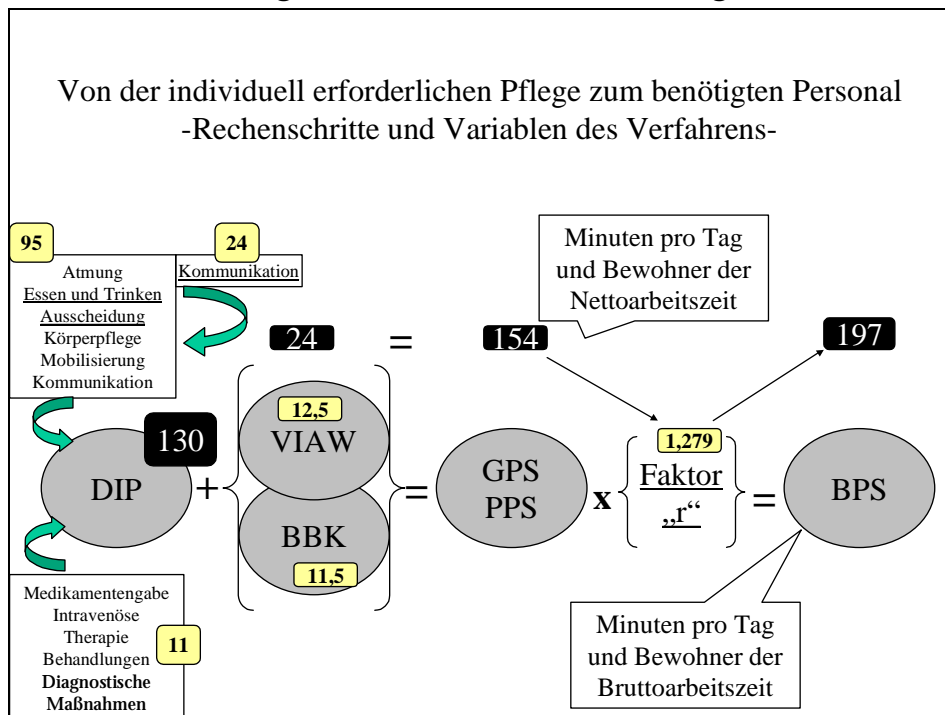 Von der individuell erforderlichen Pflege zum benötigten Personal
-Rechenschritte und Variablen des Verfahrens-
95
24
Atmung
Essen und Trinken
Ausscheidung
Körperpflege
Mobilisierung
Kommunikation
Kommunikation
Minuten pro Tag
und Bewohner der
Nettoarbeitszeit
24
=
154
197
130
DIP
+
12,5
VIAW
BBK
11,5
=
GPS
PPS
x
1,279
Faktor
„r“
=
BPS
Medikamentengabe
Intravenöse
Therapie
Behandlungen
Diagnostische
Maßnahmen
11
Minuten pro Tag
und Bewohner der
Bruttoarbeitszeit